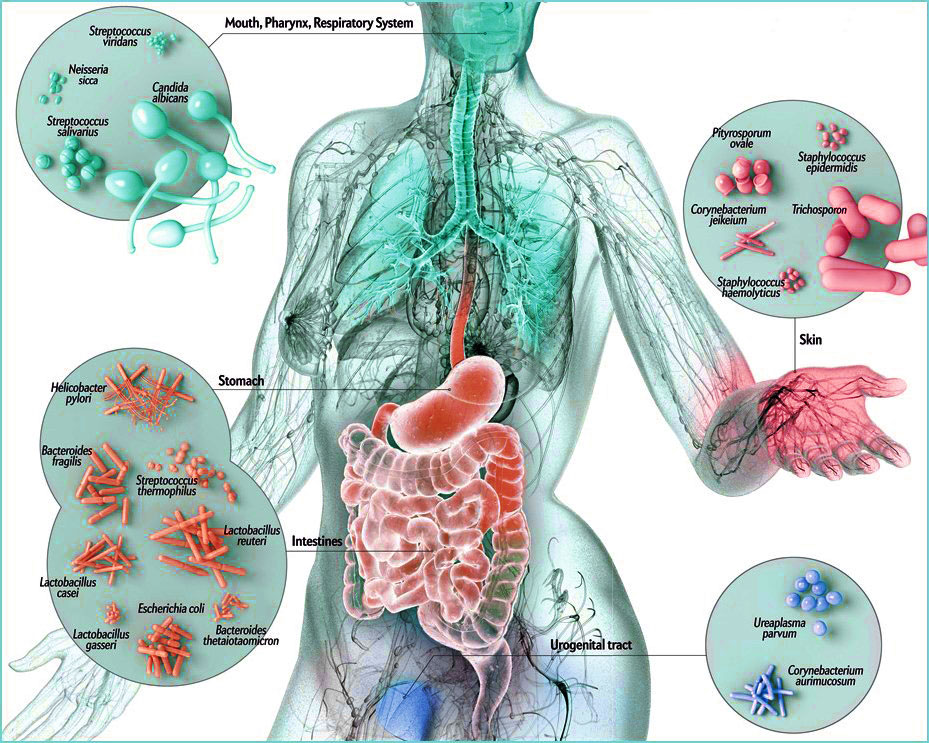 Mouth, Pharynx, Respiratory System
Streptococcus
viridans
Neisseria
sicca
Candida
albicans
Streptococcus
salivarius
Pityrosporum
ovale
Staphylococcus
epidermidis
Corynebacterium
jeikeium
Trichosporon
Staphylococcus
haemolyticus
Skin
Stomach
Helicobacter
pylori
Bacteroides
fragilis
Streptococcus
thermophilus
Lactobacillus
reuteri
Intestines
Lactobacillus
casei
Escherichia coli
Lactobacillus
gasseri
Bacteroides
thetaiotaomicron
Urogenital tract
Ureaplasma
parvum
Corynebacterium
aurimucosum